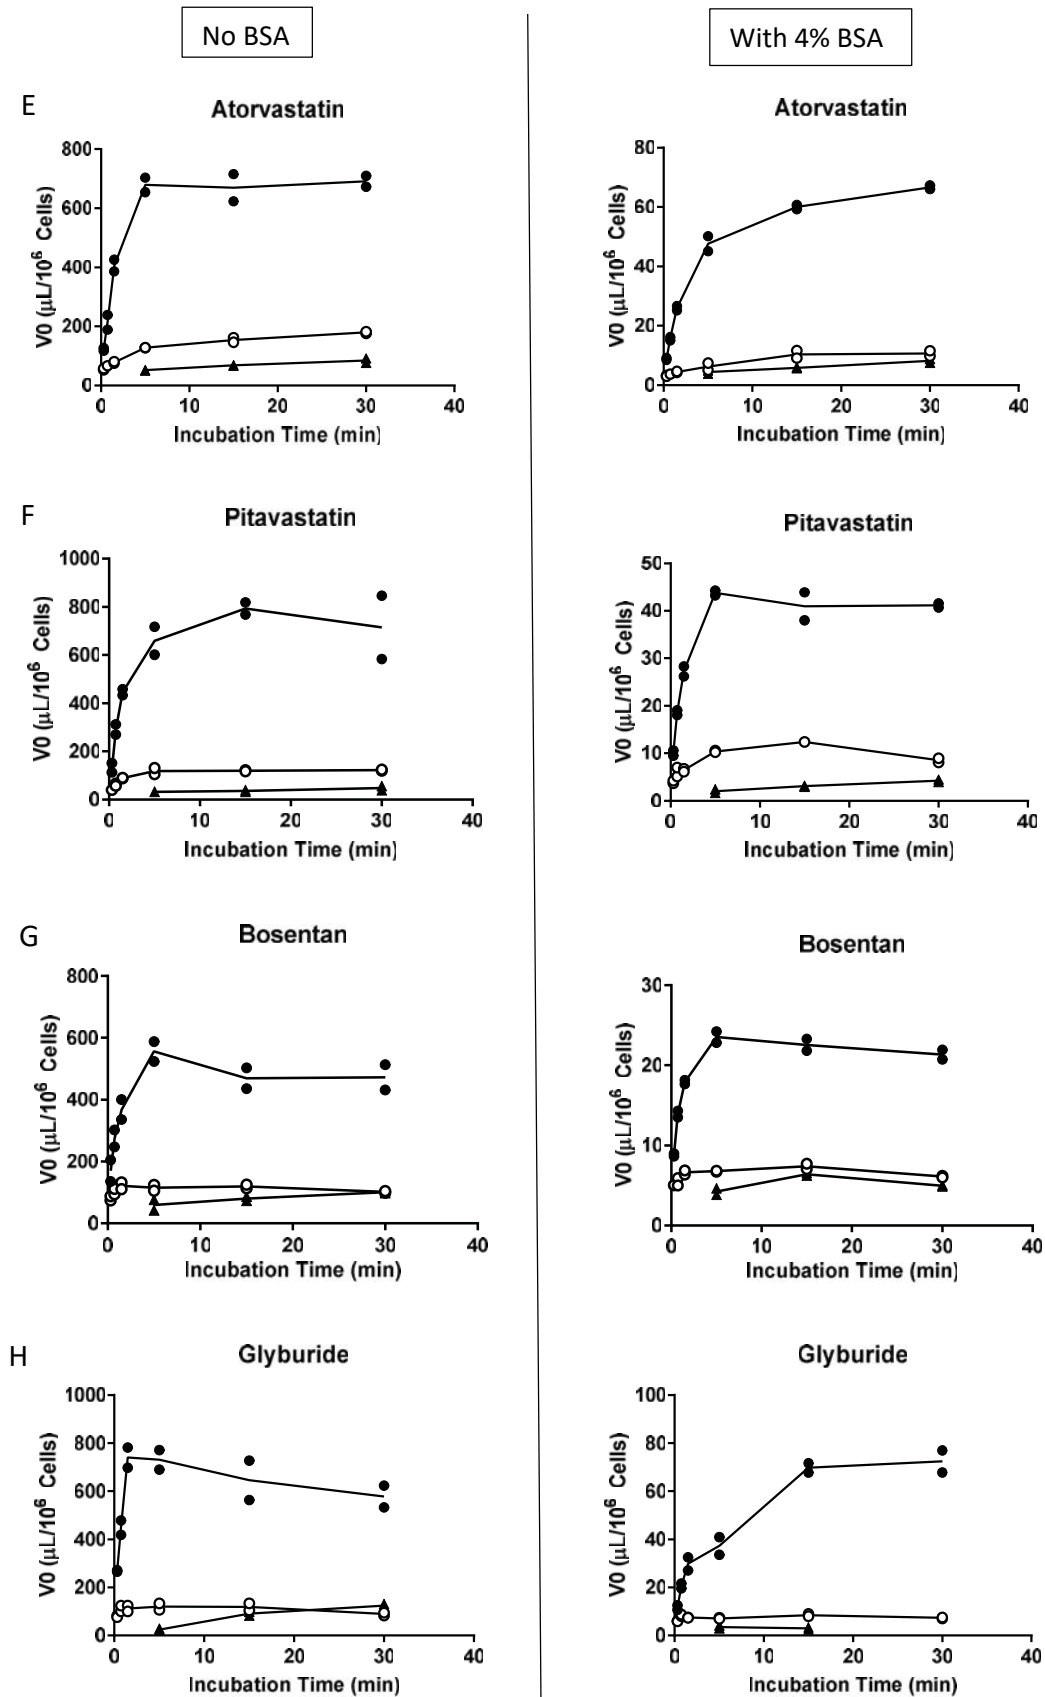 No BSA
With 4% BSA
E
Atorvastatin
V0 (μL/10⁶ Cells)
800
600
400
200
0
0 10 20 30 40
Incubation Time (min)
Atorvastatin
V0 (μL/10⁶ Cells)
80
60
40
20
0
0 10 20 30 40
Incubation Time (min)
F
Pitavastatin
V0 (μL/10⁶ Cells)
1000
800
600
400
200
0
0 10 20 30 40
Incubation Time (min)
Pitavastatin
V0 (μL/10⁶ Cells)
50
40
30
20
10
0
0 10 20 30 40
Incubation Time (min)
G
Bosentan
V0 (μL/10⁶ Cells)
800
600
400
200
0
0 10 20 30 40
Incubation Time (min)
Bosentan
V0 (μL/10⁶ Cells)
30
20
10
0
0 10 20 30 40
Incubation Time (min)
H
Glyburide
V0 (μL/10⁶ Cells)
1000
800
600
400
200
0
0 10 20 30 40
Incubation Time (min)
Glyburide
V0 (μL/10⁶ Cells)
100
80
60
40
20
0
0 10 20 30 40
Incubation Time (min)